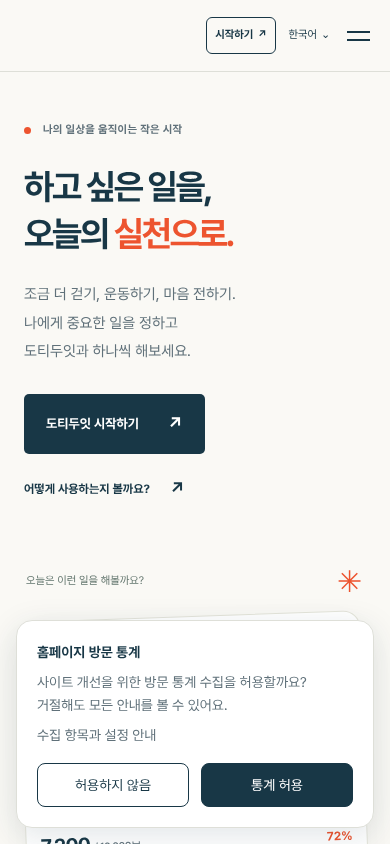 시작하기 ↗
한국어
나의 일상을 움직이는 작은 시작
하고 싶은 일을,
오늘의 실천으로.
조금 더 걷기, 운동하기, 마음 전하기.
나에게 중요한 일을 정하고
도티두잇과 하나씩 해보세요.
도티두잇 시작하기 ↗
어떻게 사용하는지 볼까요? ↗
오늘은 이런 일을 해볼까요?
홈페이지 방문 통계
사이트 개선을 위한 방문 통계 수집을 허용할까요?
거절해도 모든 안내를 볼 수 있어요.
수집 항목과 설정 안내
허용하지 않음
통계 허용
72%